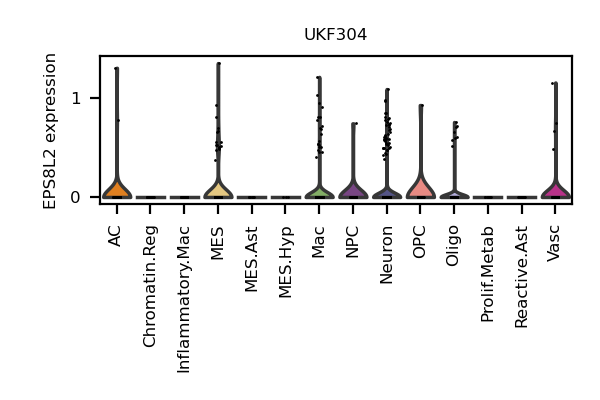 UKF304
EPS8L2 expression
1
0
AC
Chromatin.Reg
Inflammatory.Mac
MES
MES.Ast
MES.Hyp
Mac
NPC
Neuron
OPC
Oligo
Prolif.Metab
Reactive.Ast
Vasc